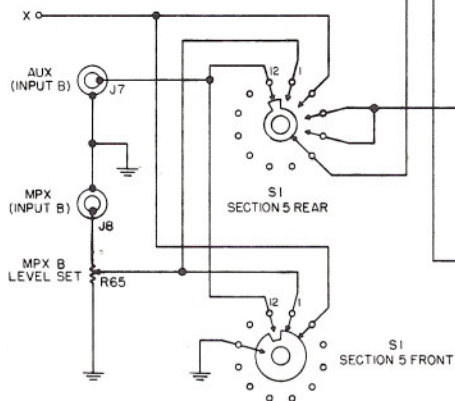 X
AUX
(INPUT B)
J7
12
1
S1
SECTION 5 REAR
MPX
(INPUT B)
J8
MPX B
LEVEL SET
R65
12
1
S1
SECTION 5 FRONT